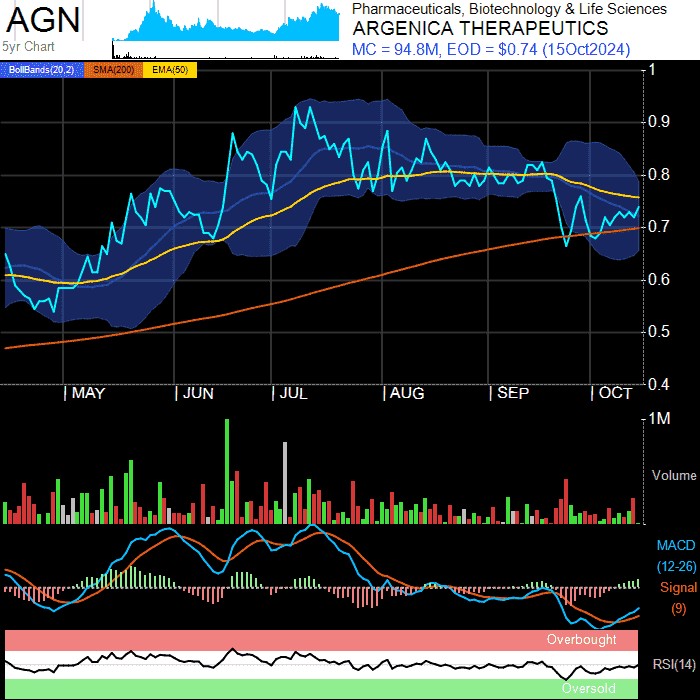 AGN
5yr Chart
Pharmaceuticals, Biotechnology & Life Sciences
ARGENICA THERAPEUTICS
MC = 94.8M, EOD = $0.74 (15Oct2024)
BollBands(20,2) SMA(200) EMA(50)
1
0.9
0.8
0.7
0.6
0.5
0.4
MAY JUN JUL AUG SEP OCT
1M
Volume
MACD
(12-26)
Signal
(9)
Overbought
RSI(14)
Oversold